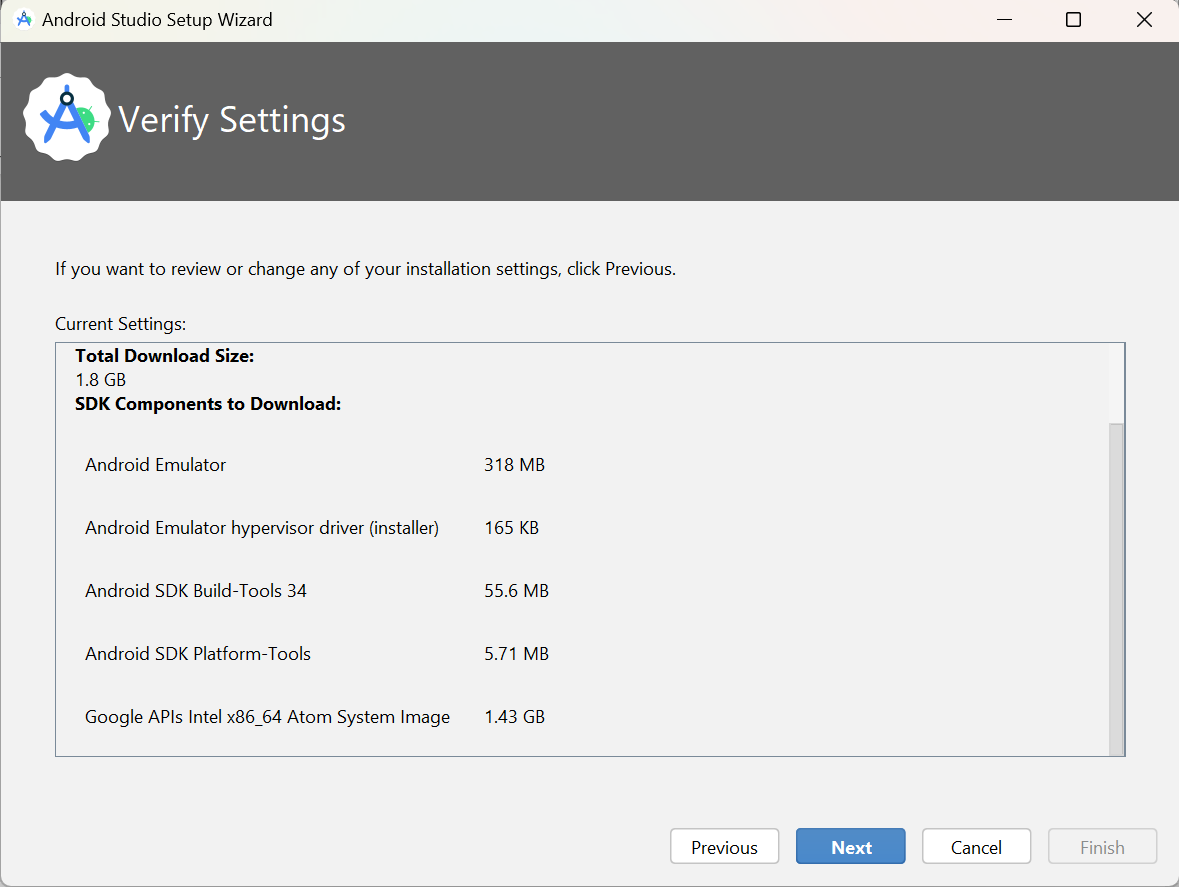 Android Studio Setup Wizard
Verify Settings
If you want to review or change any of your installation settings, click Previous.
Current Settings:
Total Download Size:
1.8 GB
SDK Components to Download:
Android Emulator 318 MB
Android Emulator hypervisor driver (installer) 165 KB
Android SDK Build-Tools 34 55.6 MB
Android SDK Platform-Tools 5.71 MB
Google APIs Intel x86_64 Atom System Image 1.43 GB
Previous Next Cancel Finish